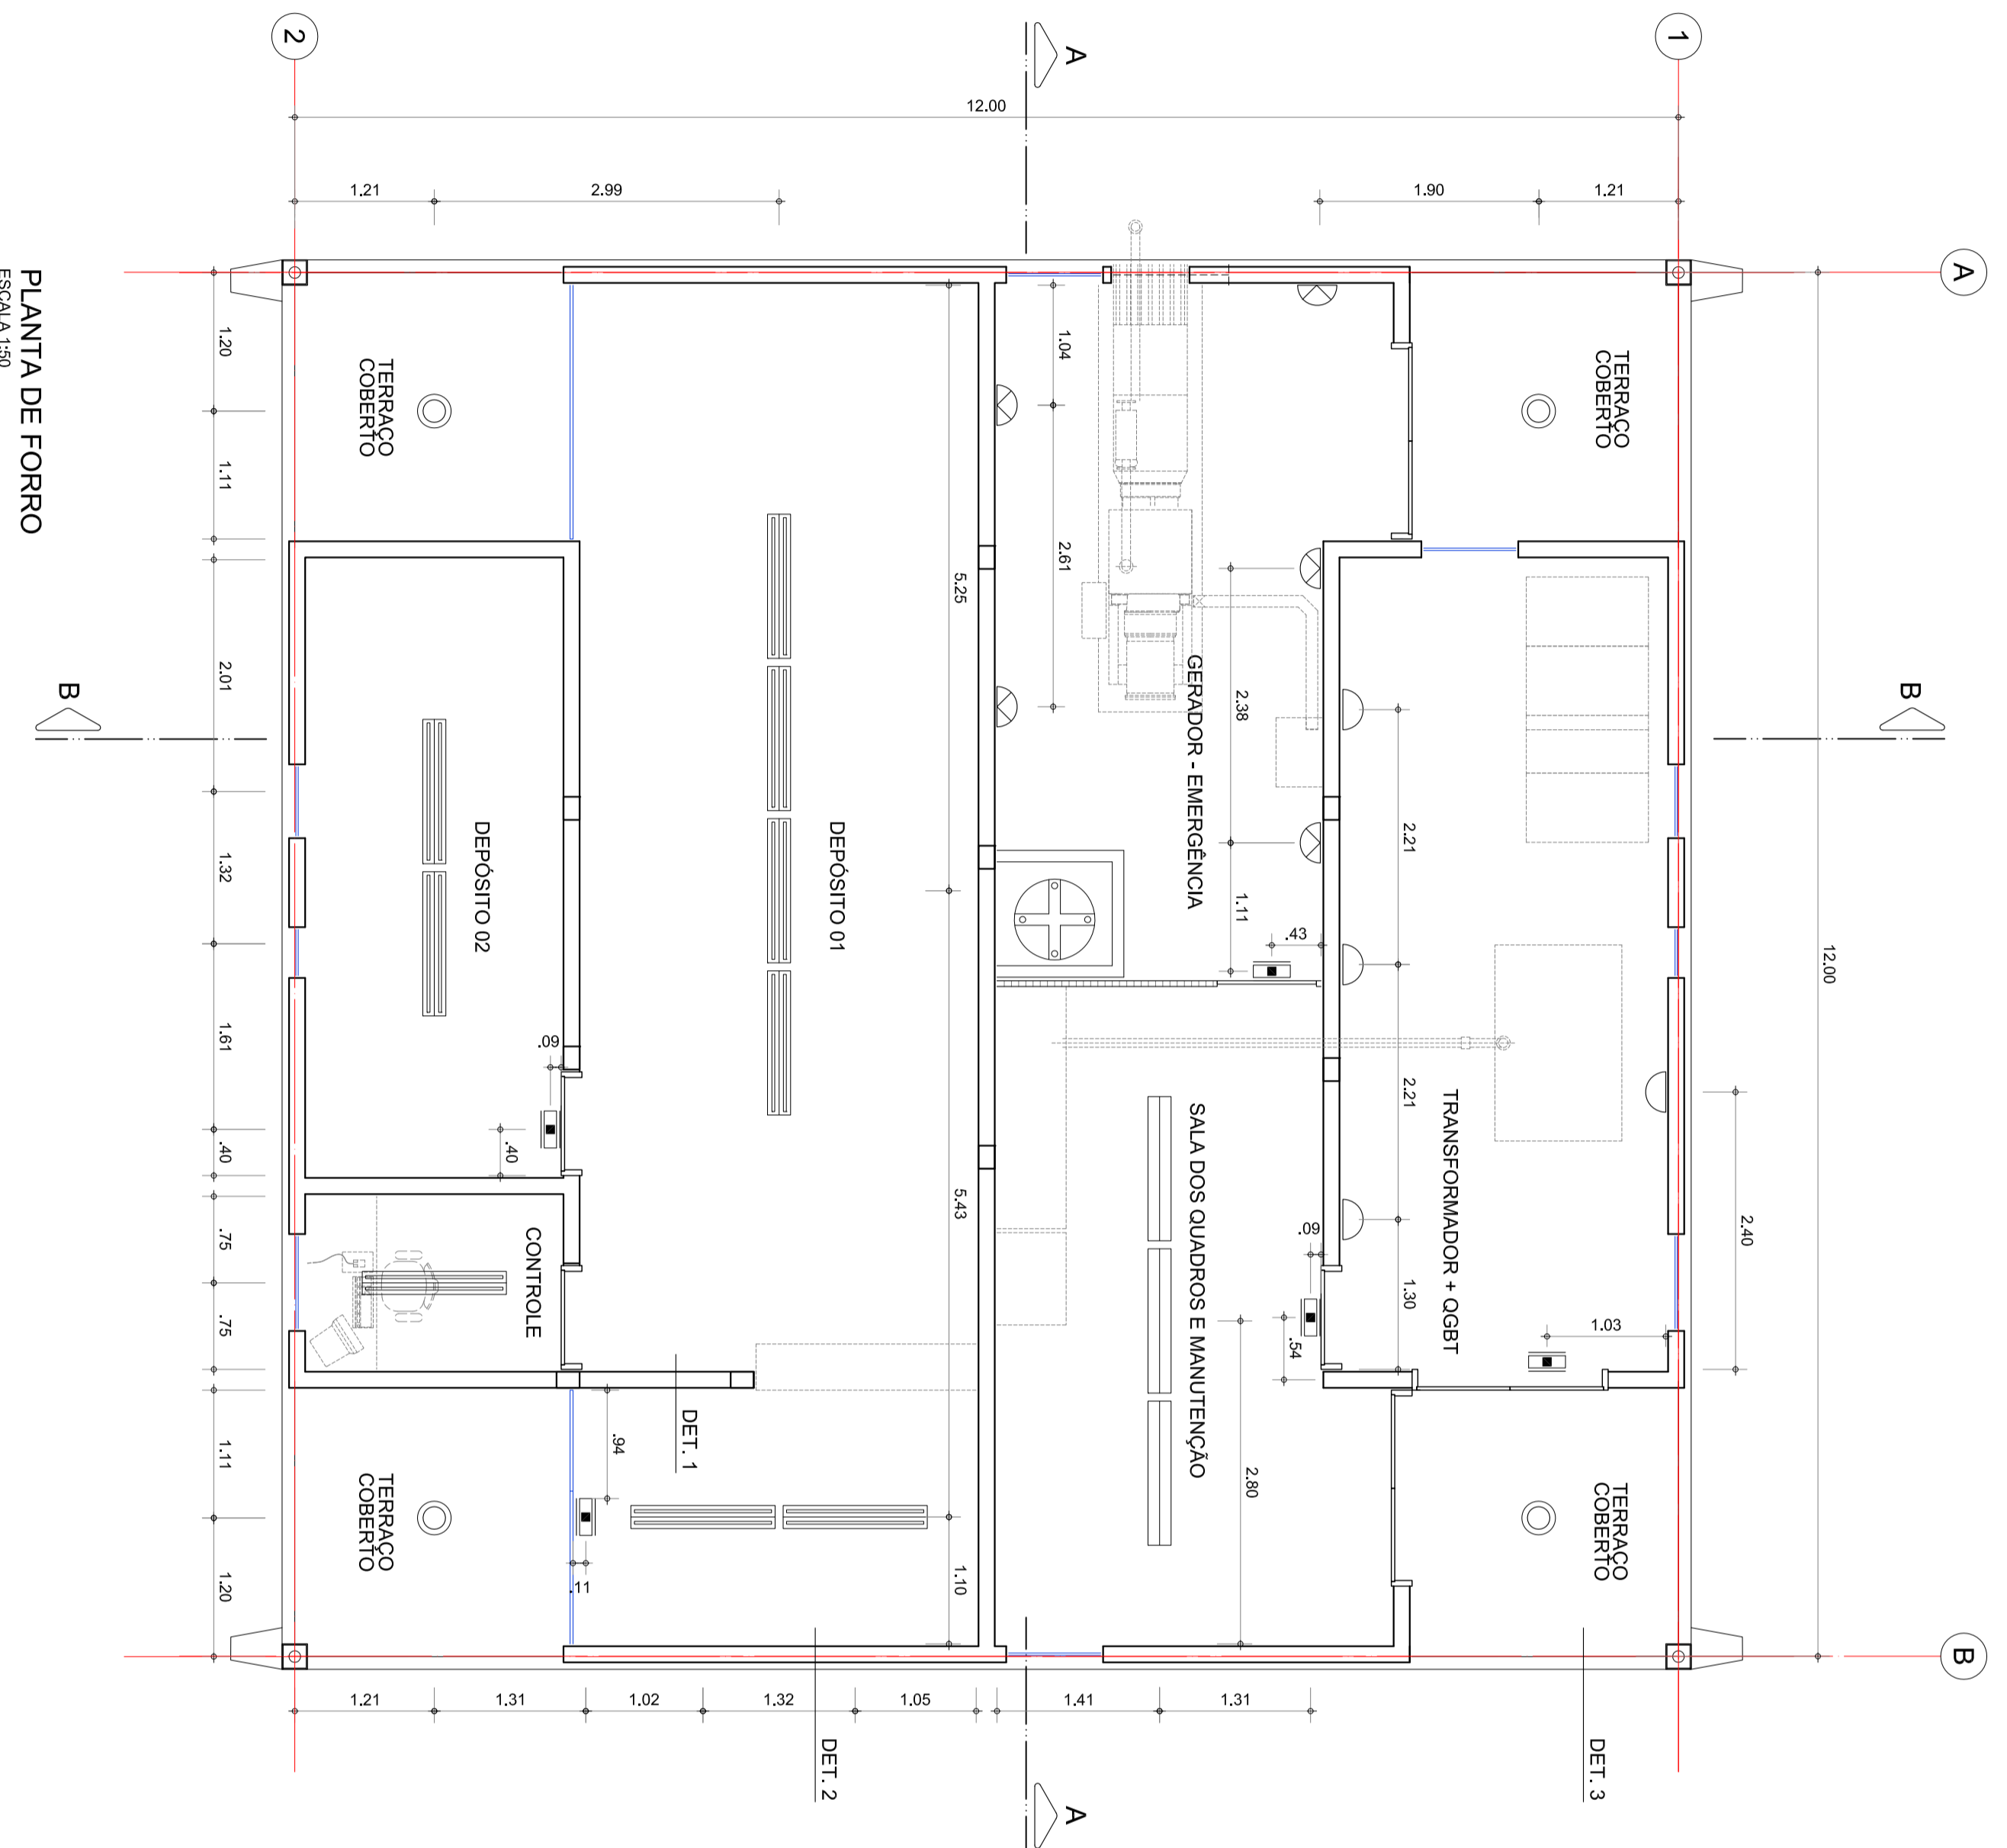 2
1
A
12.00
1.21
2.99
1.90
1.21
A
B
TERRAÇO
COBERTO
TERRAÇO
COBERTO
PLANTA DE FORRO
ESCALA 1:50
1.20
1.11
2.01
1.32
1.61
.40
.75
.75
1.11
1.20
1.04
2.61
5.25
5.43
1.10
GERADOR - EMERGÊNCIA
2.38
1.11
.43
2.21
2.21
1.30
12.00
2.40
B
B
DEPÓSITO 02
DEPÓSITO 01
.09
.40
CONTROLE
SALA DOS QUADROS E MANUTENÇÃO
TRANSFORMADOR + QGBT
.09
.54
1.03
2.80
DET. 1
.94
.11
TERRAÇO
COBERTO
TERRAÇO
COBERTO
1.21
1.31
1.02
1.32
1.05
1.41
1.31
DET. 2
DET. 3
A